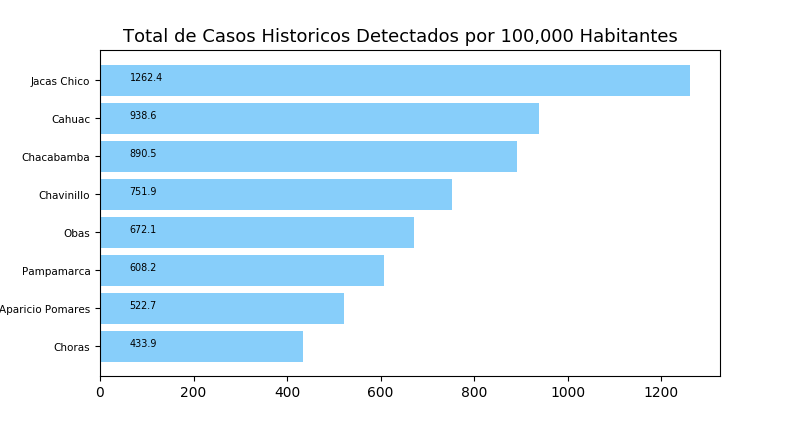 Total de Casos Historicos Detectados por 100,000 Habitantes
Jacas Chico 1262.4
Cahuac 938.6
Chacabamba 890.5
Chavinillo 751.9
Obas 672.1
Pampamarca 608.2
Aparicio Pomares 522.7
Choras 433.9
0 200 400 600 800 1000 1200